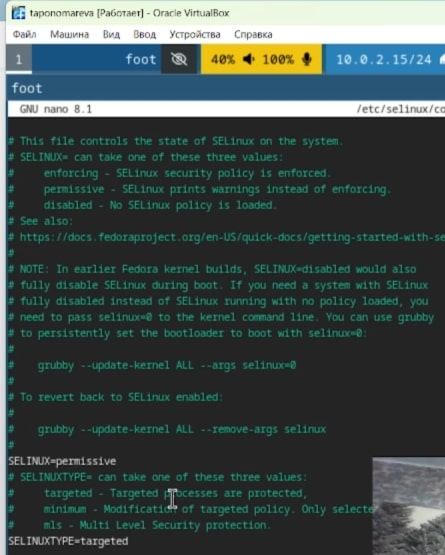 taponomareva [Работает] - Oracle VirtualBox
Файл Машина Вид Ввод Устройства Справка
1 foot 40% 100% 10.0.2.15/24
foot
GNU nano 8.1 /etc/selinux/co
# This file controls the state of SELinux on the system.
# SELINUX= can take one of these three values:
# enforcing - SELinux security policy is enforced.
# permissive - SELinux prints warnings instead of enforcing.
# disabled - No SELinux policy is loaded.
# See also:
# https://docs.fedoraproject.org/en-US/quick-docs/getting-started-with-se
#
# NOTE: In earlier Fedora kernel builds, SELINUX=disabled would also
# fully disable SELinux during boot. If you need a system with SELinux
# fully disabled instead of SELinux running with no policy loaded, you
# need to pass selinux=0 to the kernel command line. You can use grubby
# to persistently set the bootloader to boot with selinux=0:
#
# grubby --update-kernel ALL --args selinux=0
#
# To revert back to SELinux enabled:
#
# grubby --update-kernel ALL --remove-args selinux
#
SELINUX=permissive
# SELINUXTYPE= can take one of these three values:
# targeted - Targeted processes are protected,
# minimum - Modification of targeted policy. Only selecte
# mls - Multi Level Security protection.
SELINUXTYPE=targeted